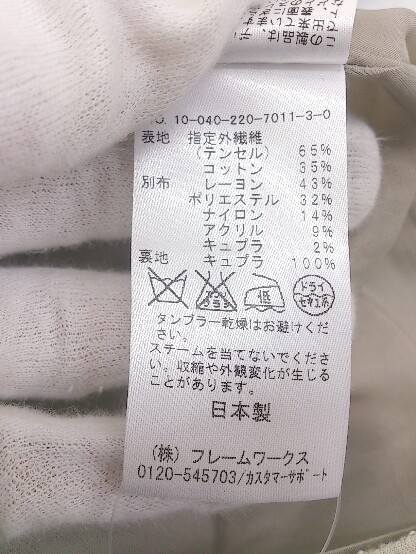 10-040-220-7011-3-0
表地 指定外繊維
(テンセル) 65%
コットン 35%
別布 レーヨン 43%
ポリエステル 32%
ナイロン 14%
アクリル 9%
キュプラ 2%
裏地 キュプラ 100%
低 ドライ セキユ系
タンブラー乾燥はお避けくだ
さい。
スチームを当てないでくださ
い。収縮や外観変化が生じる
ことがあります。
日本製
(株) フレームワークス
0120-545703/カスタマーサポート